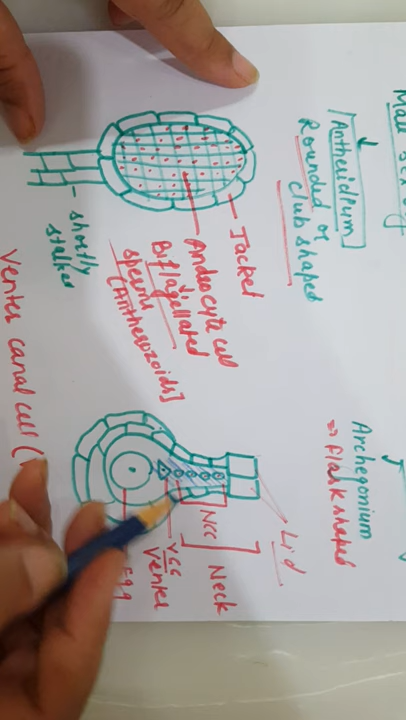 [Antheridium]
Rounded or
club shaped
Jacket
Androcyte cell
Biflagellated
sperm
[Antherozoids]
shortly
stalked
Archegonium
⇒ Flask shaped
Lid
Neck
NCC
VCC
Venter
Egg
Venter canal cell (